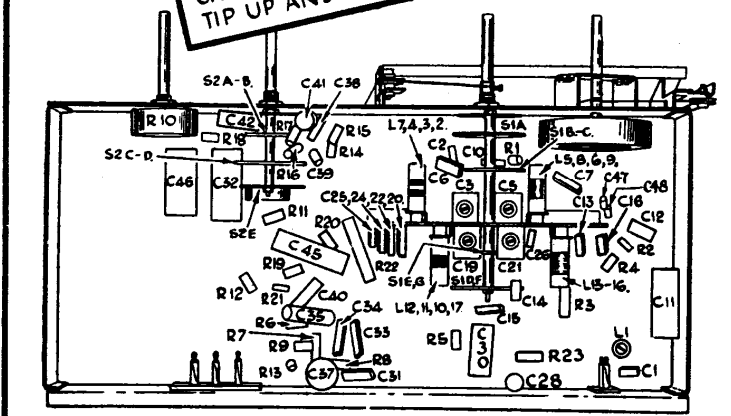 TIP UP AND
S2A-B.
C41
C38
R10
C42
R17
R15
R18
R14
S2C-D.
R16
C39
C46
C32
S2E
R11
L7,4,3,2.
S1A
S1B-C.
C2
C10
R1
L5,8,6,9,
C6
C7
C47
C48
C3
C5
C13
C16
C12
C25,24,22,20.
R20
C45
R22
C19
C21
C26
R2
R4
R19
R12
R21
C40
S1E,G
S1D,F
C14
L12,11,10,17.
L13-16.
R3
C11
C35
C34
C33
C15
R6
R7
R9
R8
R5
C30
R23
L1
R13
C37
C31
C28
C1